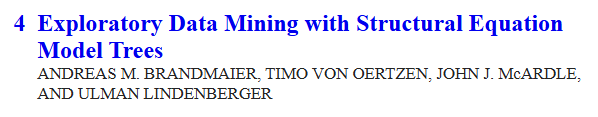 4 Exploratory Data Mining with Structural Equation
Model Trees
ANDREAS M. BRANDMAIER, TIMO VON OERTZEN, JOHN J. McARDLE,
AND ULMAN LINDENBERGER